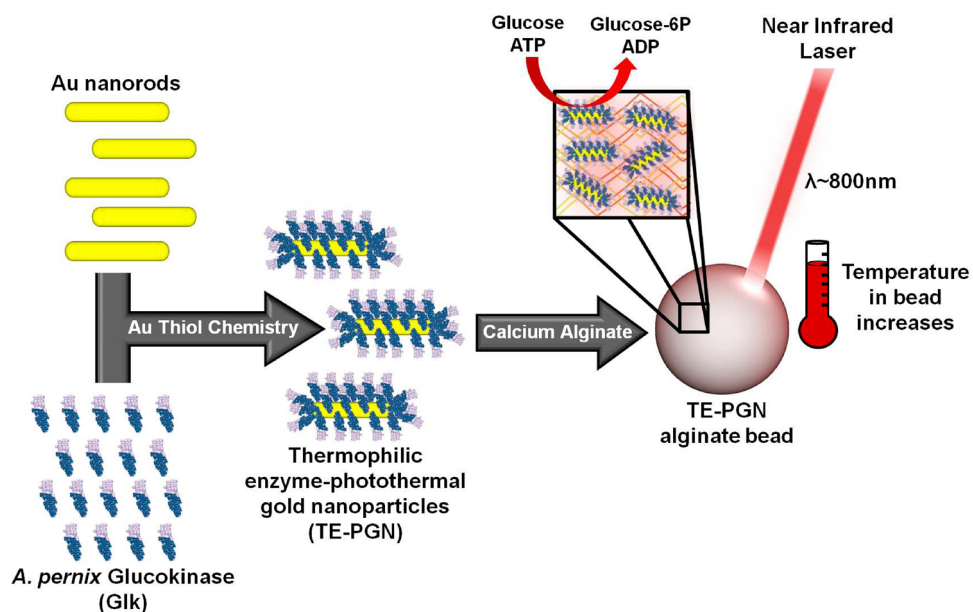 Au nanorods
Au Thiol Chemistry
A. pernix Glucokinase
(Glk)
Thermophilic
enzyme-photothermal
gold nanoparticles
(TE-PGN)
Calcium Alginate
Glucose
ATP
Glucose-6P
ADP
Near Infrared
Laser
λ~800nm
Temperature
in bead
increases
TE-PGN
alginate bead